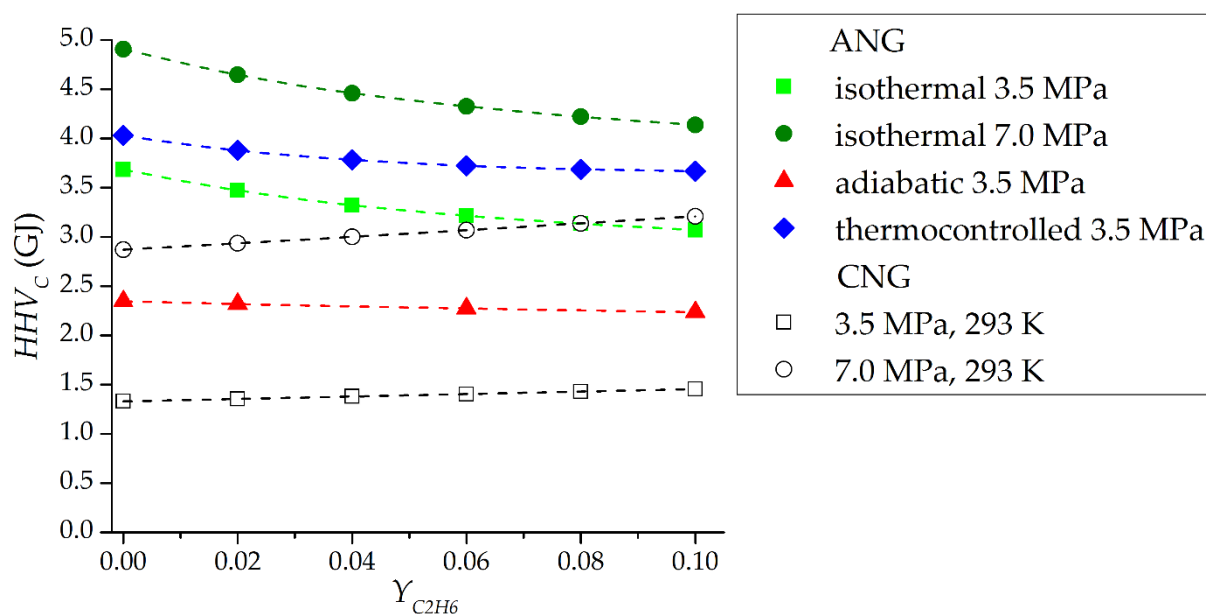 5.0
4.5
4.0
3.5
3.0
2.5
2.0
1.5
1.0
0.5
0.0
HHV_C (GJ)
0.00 0.02 0.04 0.06 0.08 0.10
Y_C2H6
ANG
isothermal 3.5 MPa
isothermal 7.0 MPa
adiabatic 3.5 MPa
thermocontrolled 3.5 MPa
CNG
3.5 MPa, 293 K
7.0 MPa, 293 K